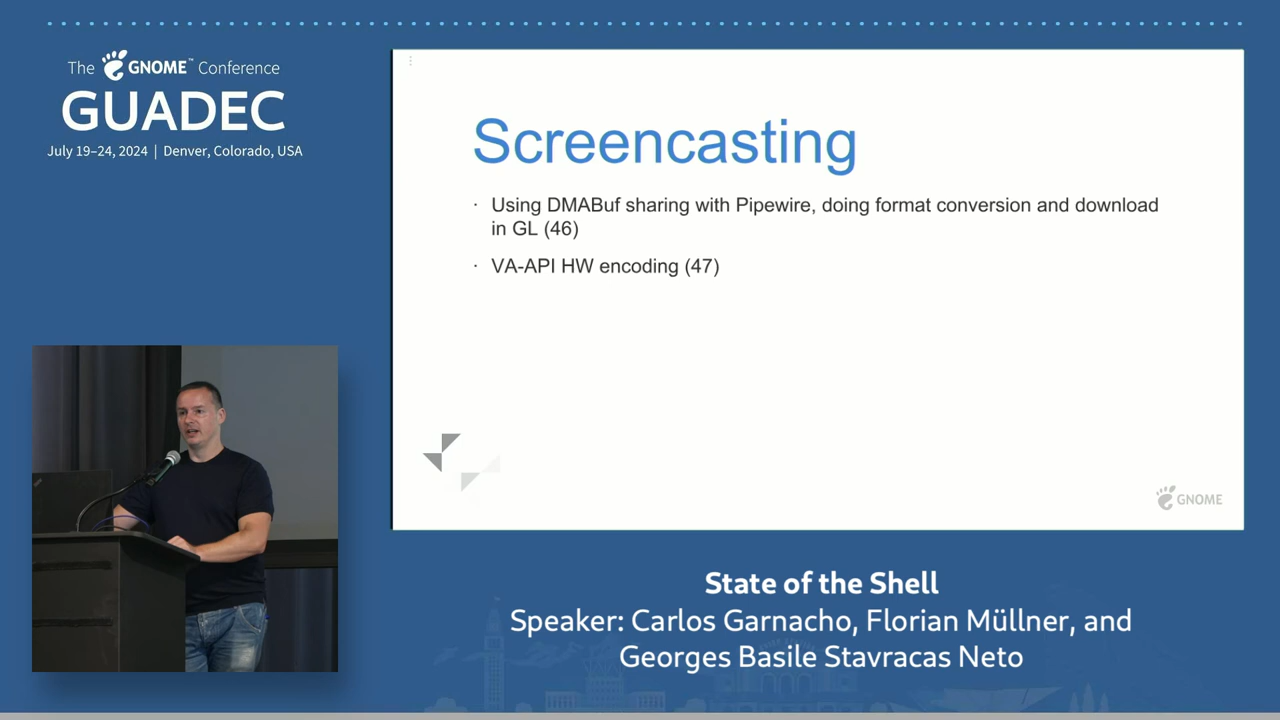 The GNOME™ Conference
GUADEC
July 19–24, 2024 | Denver, Colorado, USA
Screencasting
· Using DMABuf sharing with Pipewire, doing format conversion and download
in GL (46)
· VA-API HW encoding (47)
GNOME
State of the Shell
Speaker: Carlos Garnacho, Florian Müllner, and
Georges Basile Stavracas Neto